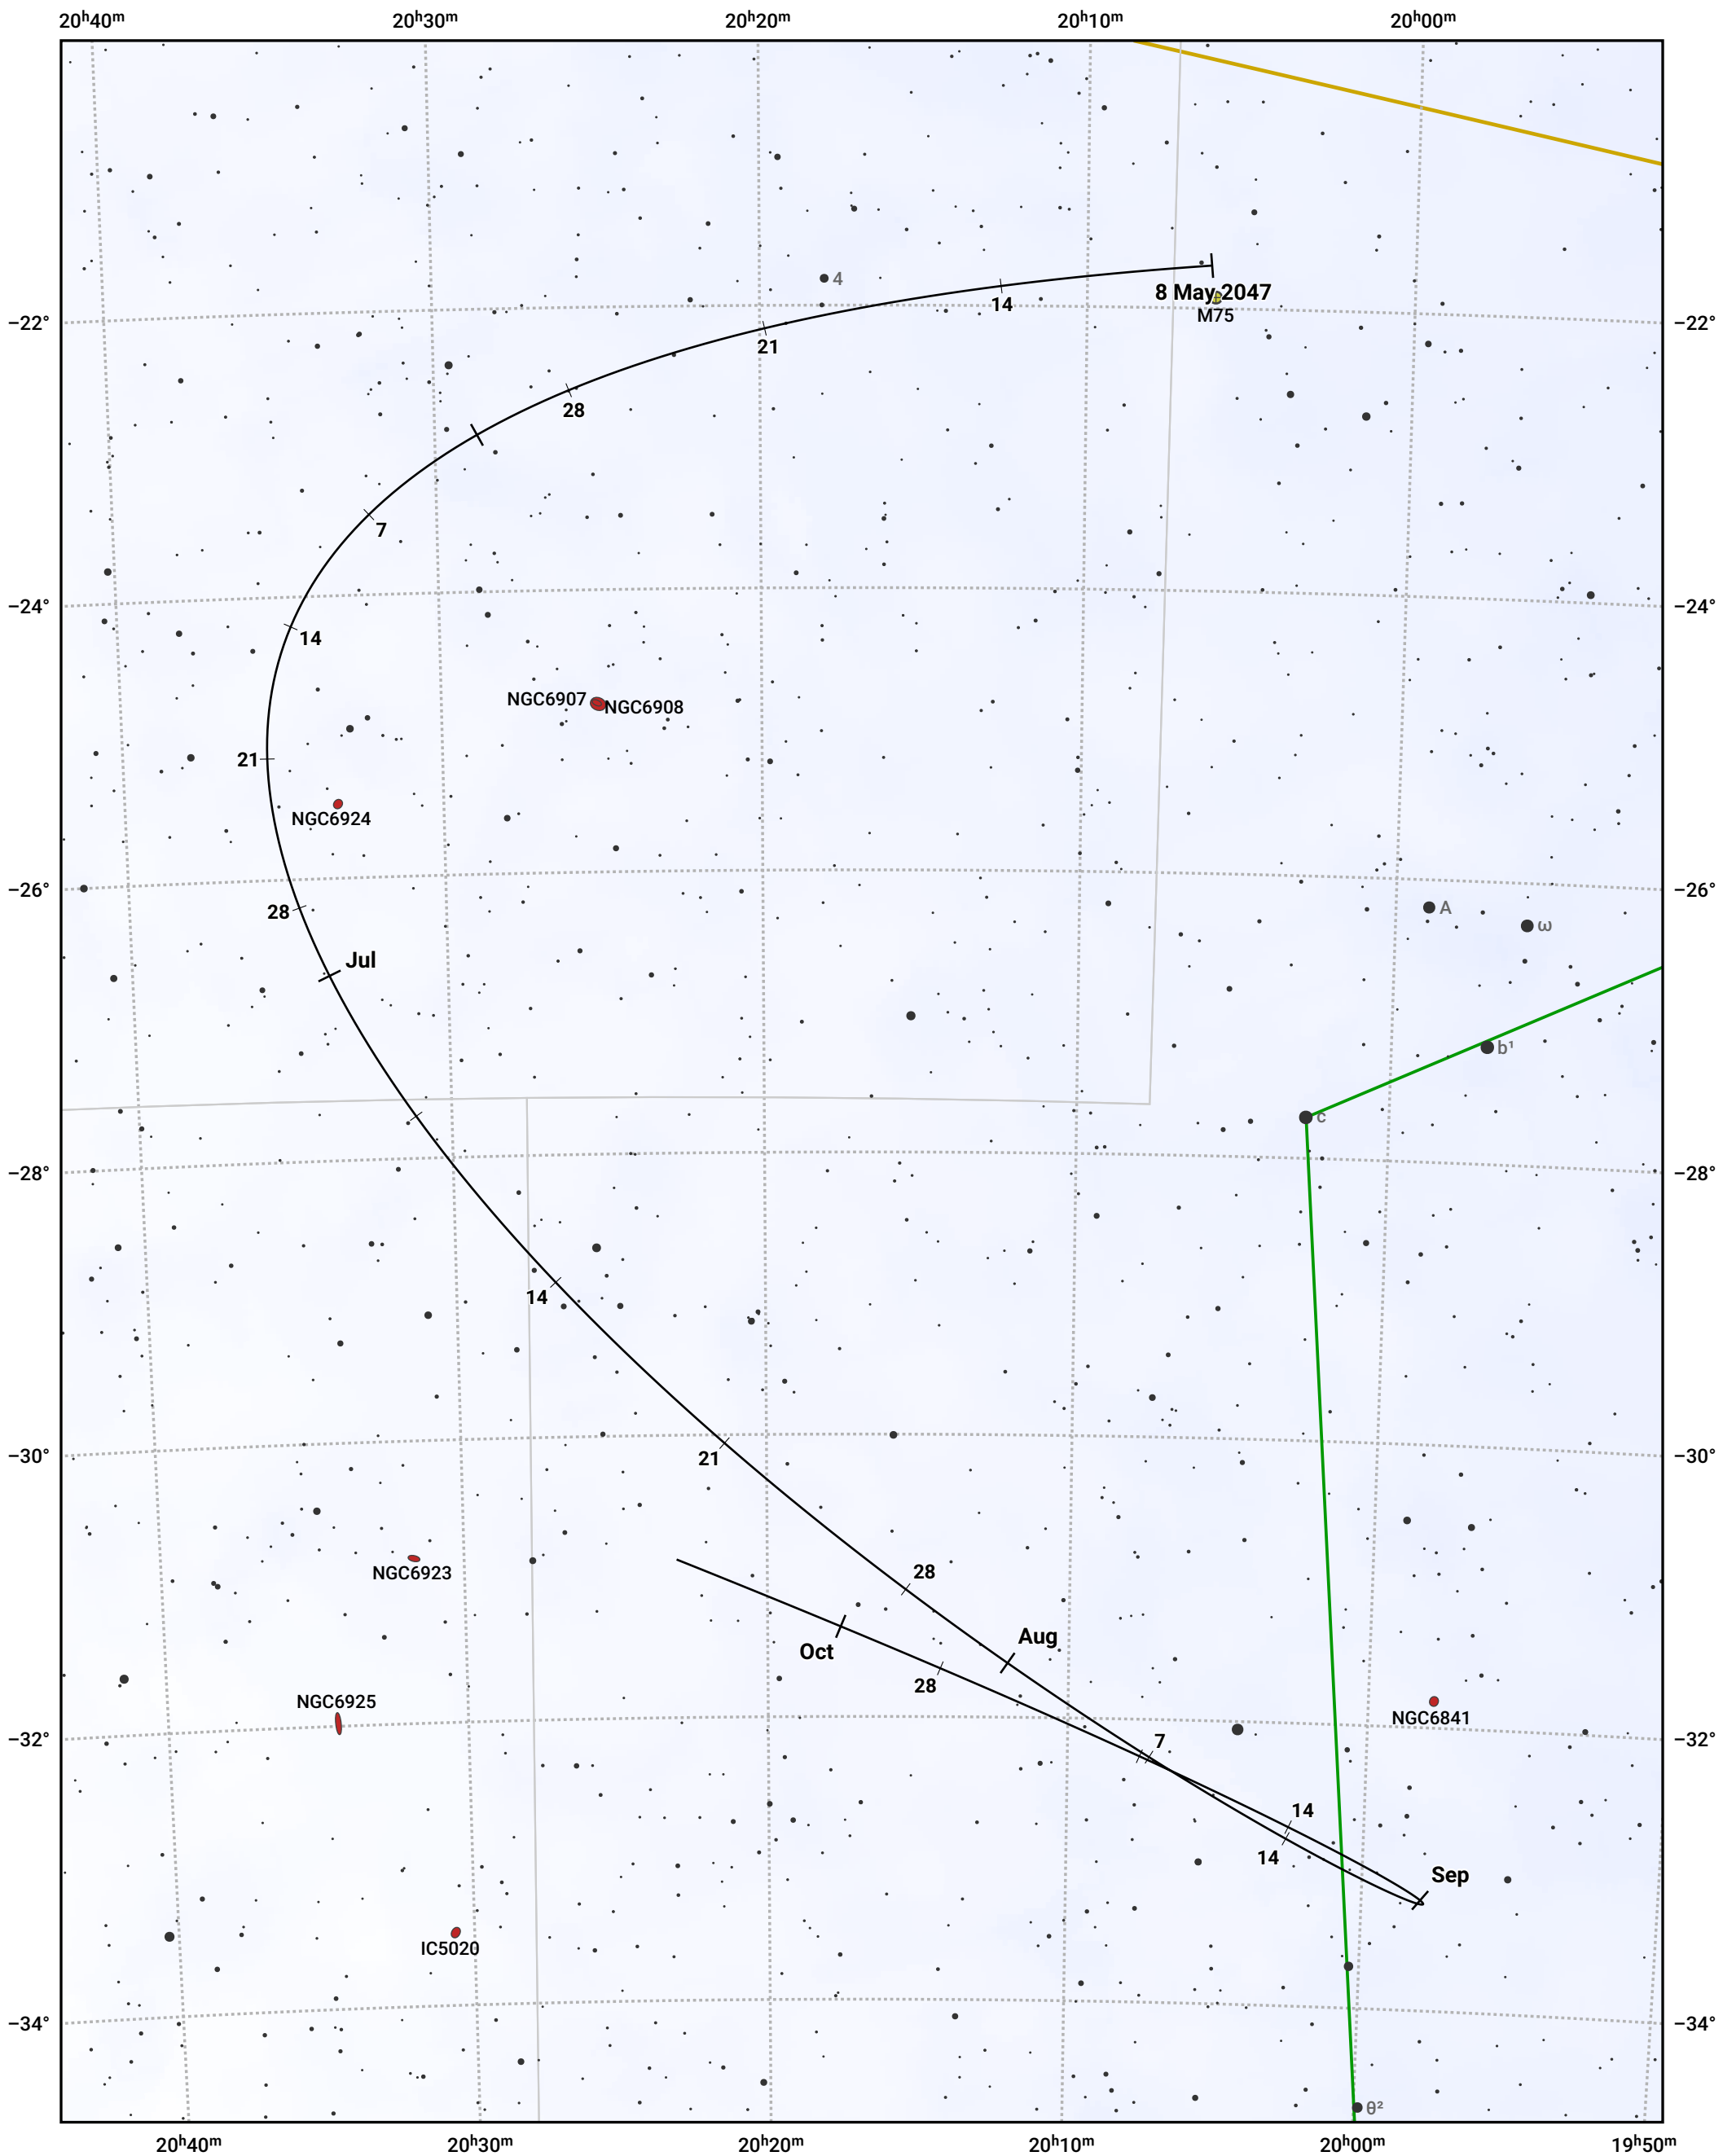 20ʰ40ᵐ 20ʰ30ᵐ 20ʰ20ᵐ 20ʰ10ᵐ 20ʰ00ᵐ
4
8 May 2047
14
M75
−22° −22°
21
28
7
−24° −24°
14
NGC6907 NGC6908
21
NGC6924
−26° −26°
28 A ω
Jul
b¹
c
−28° −28°
14
−30° −30°
21
28
NGC6923
Aug
Oct
28
NGC6925
NGC6841
−32° −32°
7
14
14
Sep
IC5020
−34° −34°
θ²
20ʰ40ᵐ 20ʰ30ᵐ 20ʰ20ᵐ 20ʰ10ᵐ 20ʰ00ᵐ 19ʰ50ᵐ